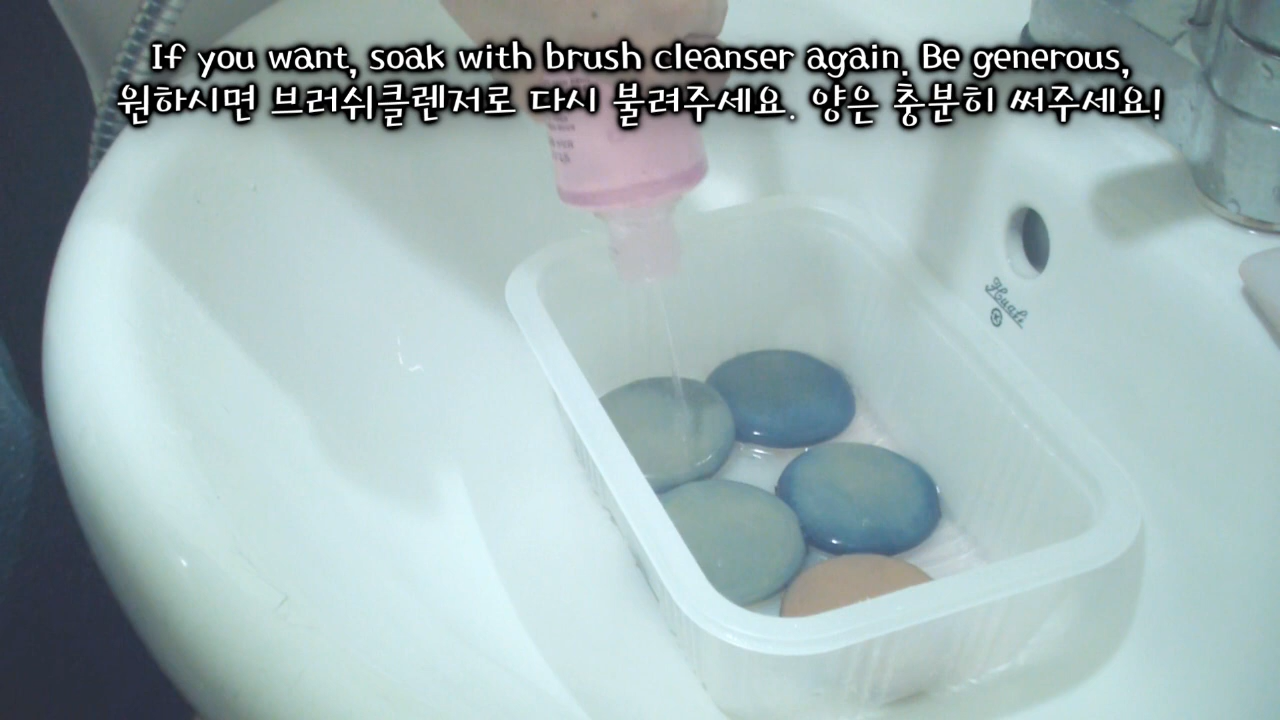 If you want, soak with brush cleanser again. Be generous,
원하시면 브러쉬클렌저로 다시 불려주세요. 양은 충분히 써주세요!
Huali